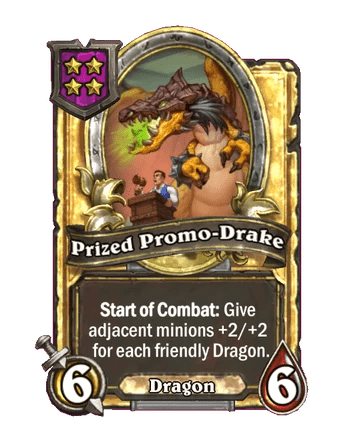 Prized Promo-Drake
Start of Combat: Give
adjacent minions +2/+2
for each friendly Dragon.
6
Dragon
6